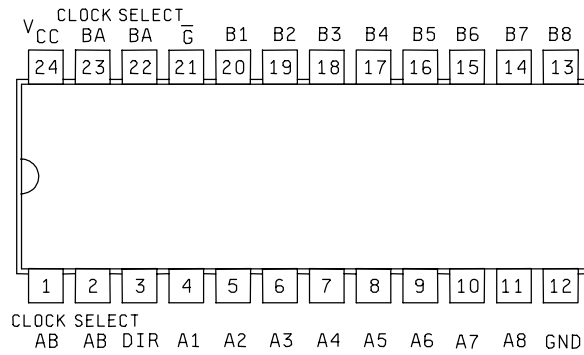 CLOCK SELECT
VCC BA BA G̅ B1 B2 B3 B4 B5 B6 B7 B8
24 23 22 21 20 19 18 17 16 15 14 13
1 2 3 4 5 6 7 8 9 10 11 12
CLOCK SELECT
AB AB DIR A1 A2 A3 A4 A5 A6 A7 A8 GND